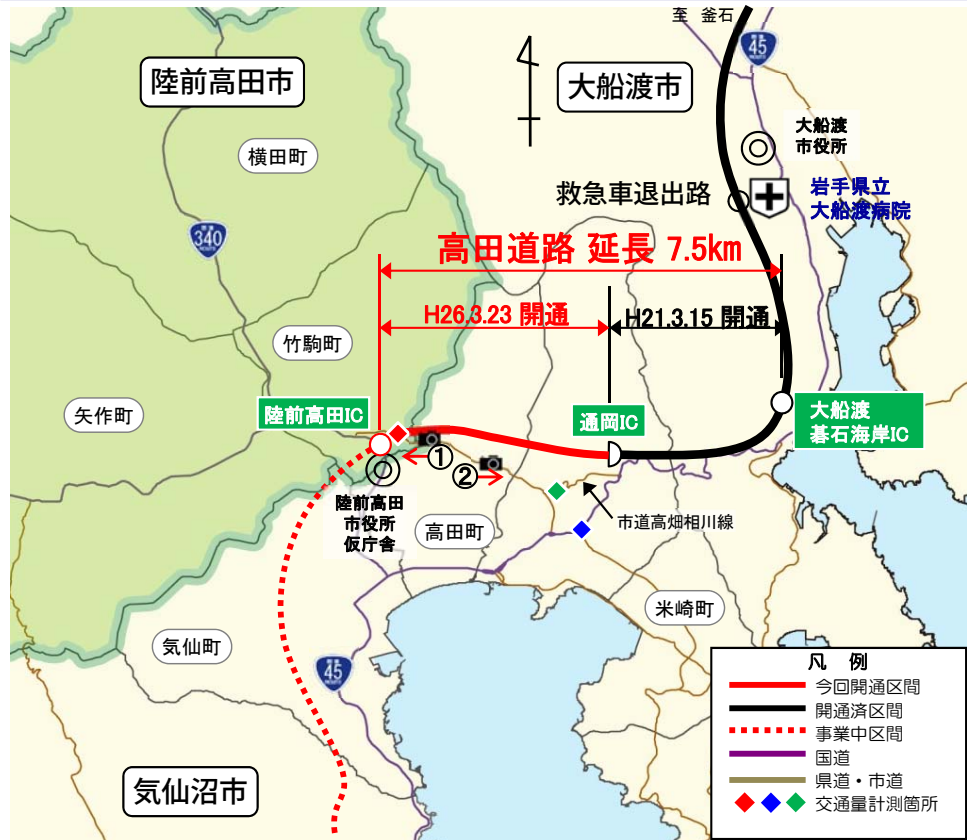 至 釜石
45
陸前高田市
大船渡市
横田町
大船渡
市役所
救急車退出路
岩手県立
大船渡病院
340
高田道路 延長 7.5km
H26.3.23 開通
H21.3.15 開通
竹駒町
矢作町
陸前高田IC
通岡IC
大船渡
碁石海岸IC
①
②
陸前高田
市役所
仮庁舎
高田町
市道高畑相川線
米崎町
気仙町
45
気仙沼市
凡 例
今回開通区間
開通済区間
事業中区間
国道
県道・市道
交通量計測箇所